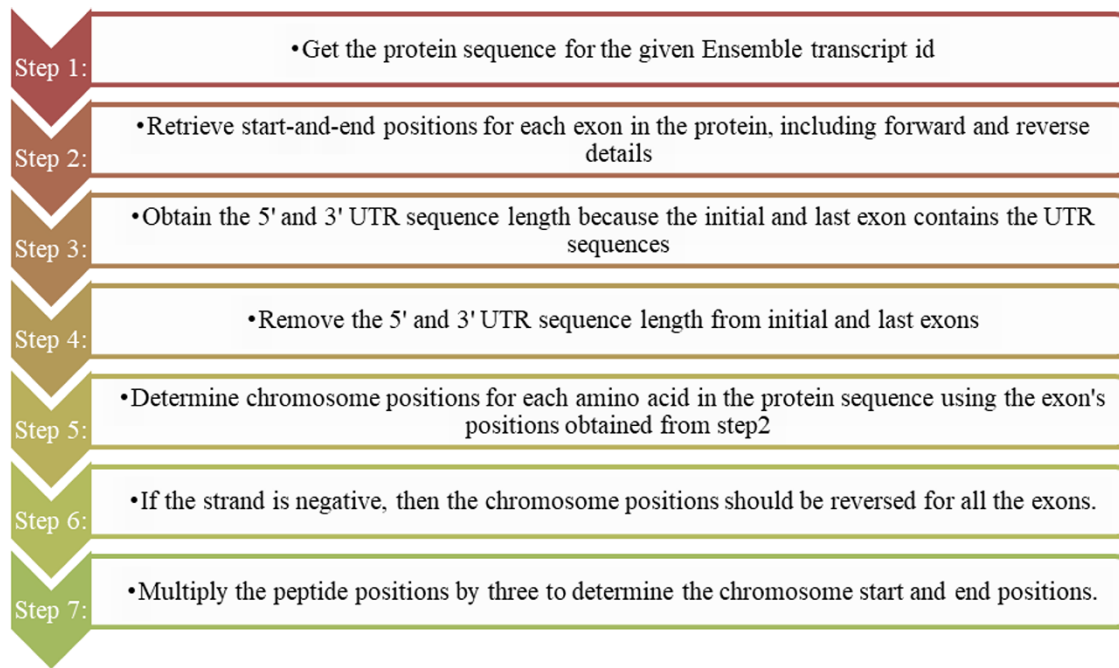 Step 1:
•Get the protein sequence for the given Ensemble transcript id
Step 2:
•Retrieve start-and-end positions for each exon in the protein, including forward and reverse
details
Step 3:
•Obtain the 5' and 3' UTR sequence length because the initial and last exon contains the UTR
sequences
Step 4:
•Remove the 5' and 3' UTR sequence length from initial and last exons
Step 5:
•Determine chromosome positions for each amino acid in the protein sequence using the exon's
positions obtained from step2
Step 6:
•If the strand is negative, then the chromosome positions should be reversed for all the exons.
Step 7:
•Multiply the peptide positions by three to determine the chromosome start and end positions.